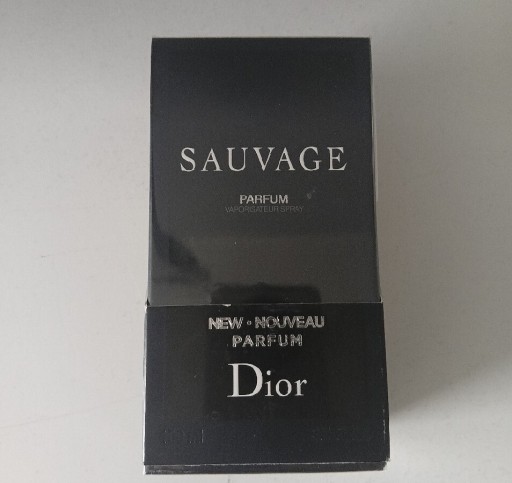 SAUVAGE
PARFUM
VAPORISATEUR SPRAY
NEW • NOUVEAU
PARFUM
Dior